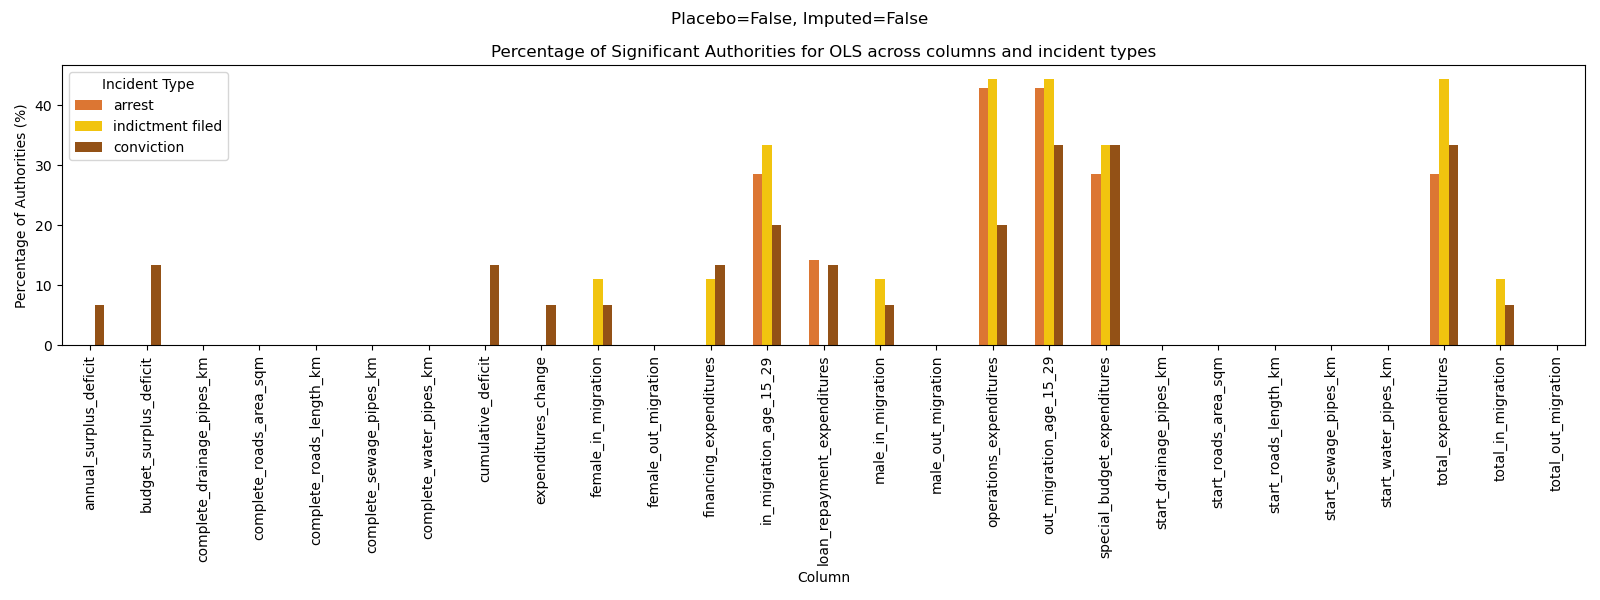 Placebo=False, Imputed=False
Percentage of Significant Authorities for OLS across columns and incident types
Incident Type
arrest
indictment filed
conviction
Percentage of Authorities (%)
40
30
20
10
0
annual_surplus_deficit
budget_surplus_deficit
complete_drainage_pipes_km
complete_roads_area_sqm
complete_roads_length_km
complete_sewage_pipes_km
complete_water_pipes_km
cumulative_deficit
expenditures_change
female_in_migration
female_out_migration
financing_expenditures
in_migration_age_15_29
loan_repayment_expenditures
male_in_migration
male_out_migration
operations_expenditures
out_migration_age_15_29
special_budget_expenditures
start_drainage_pipes_km
start_roads_area_sqm
start_roads_length_km
start_sewage_pipes_km
start_water_pipes_km
total_expenditures
total_in_migration
total_out_migration
Column